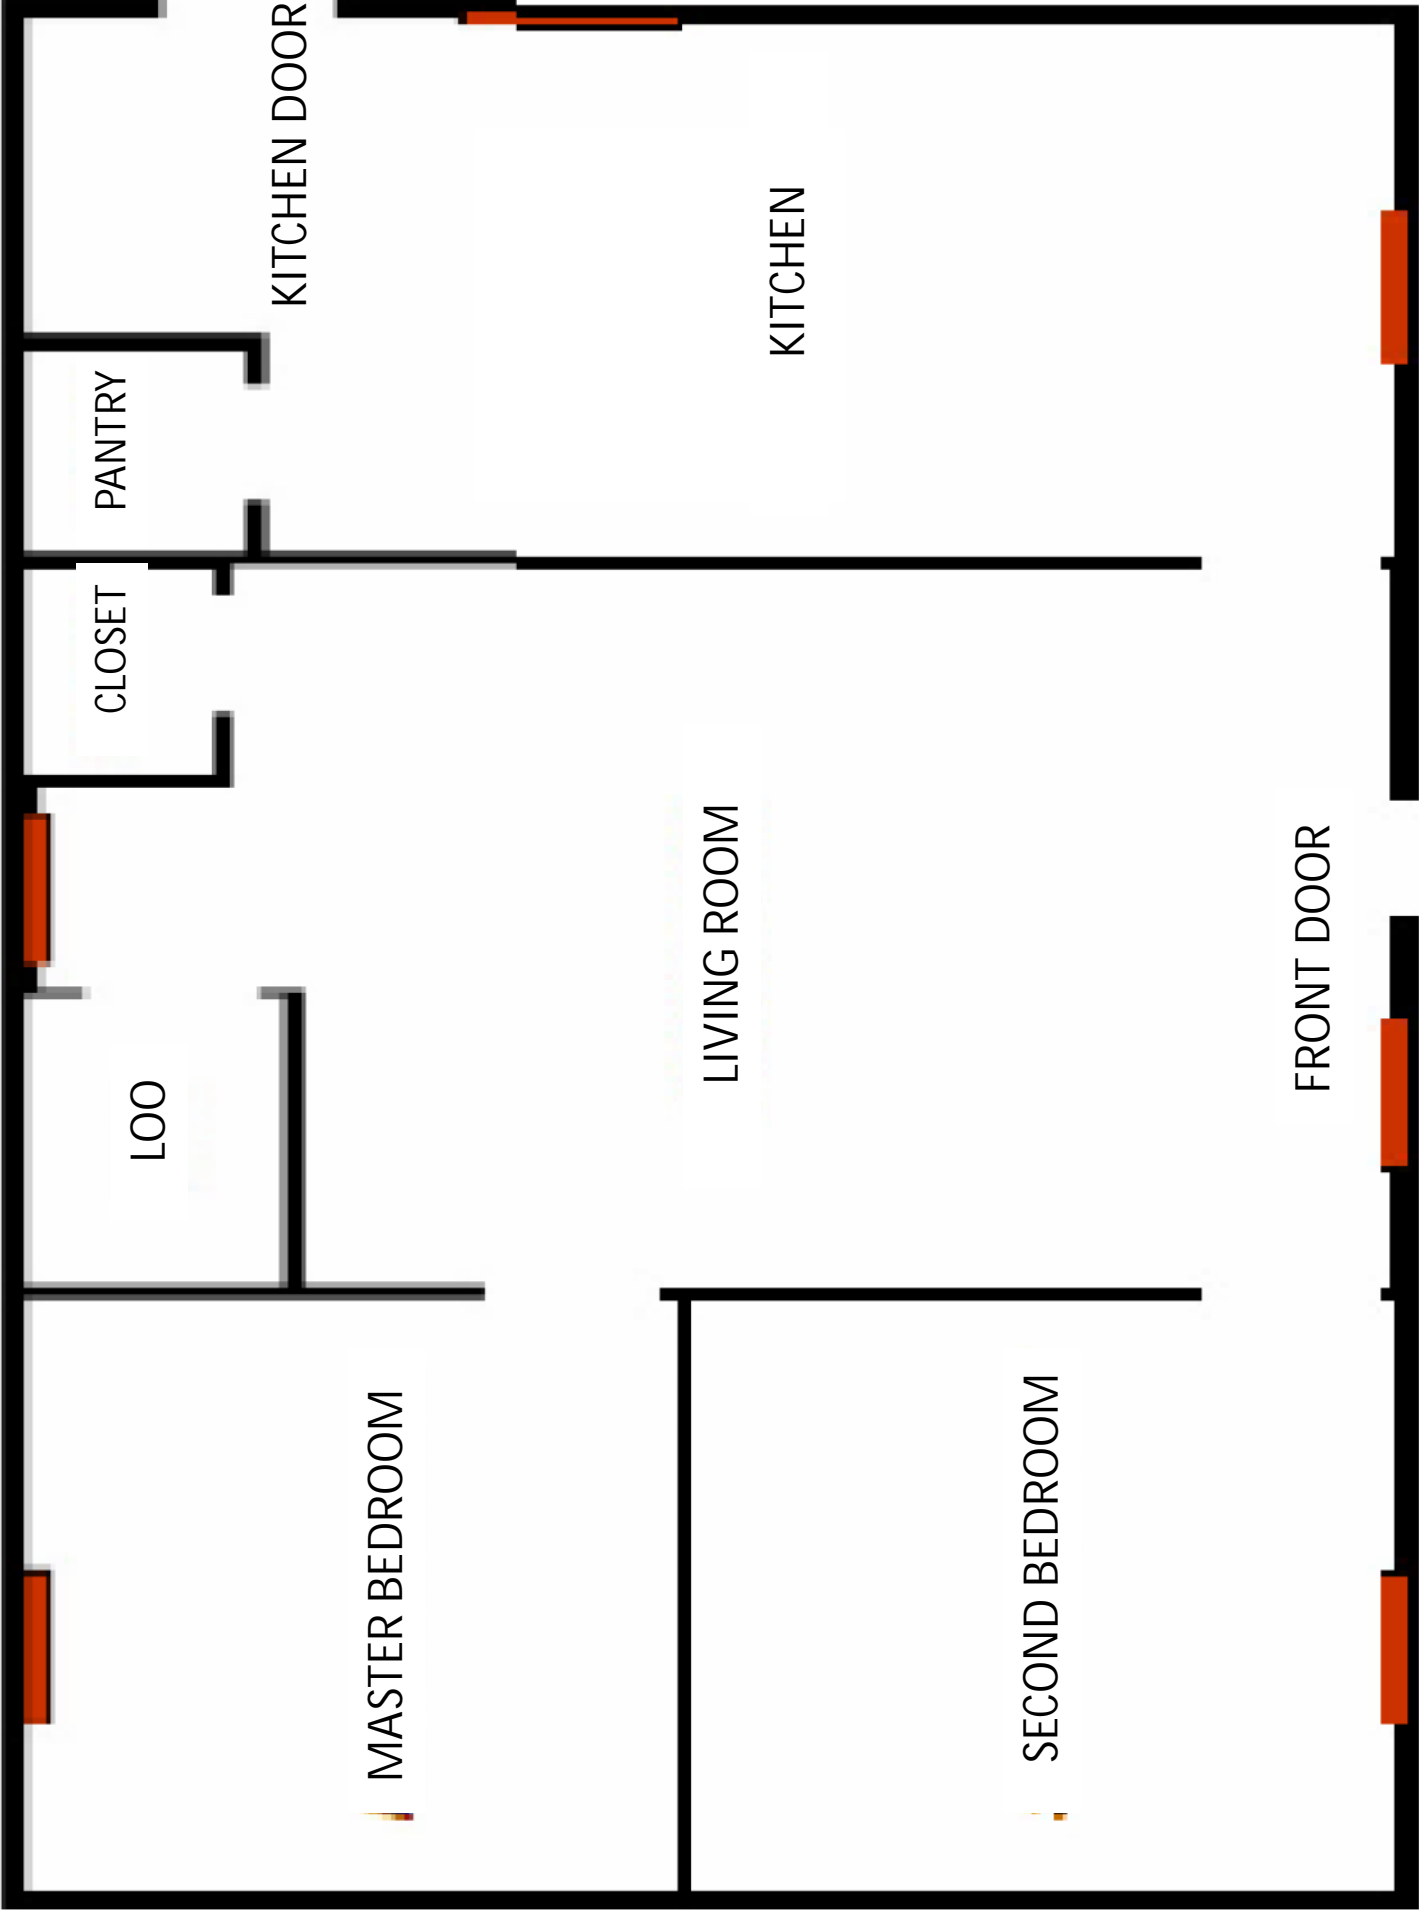 KITCHEN DOOR
KITCHEN
PANTRY
CLOSET
LIVING ROOM
FRONT DOOR
LOO
MASTER BEDROOM
SECOND BEDROOM